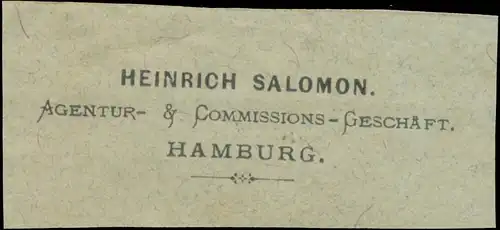 HEINRICH SALOMON.
AGENTUR- & COMMISSIONS-GESCHÄFT.
HAMBURG.